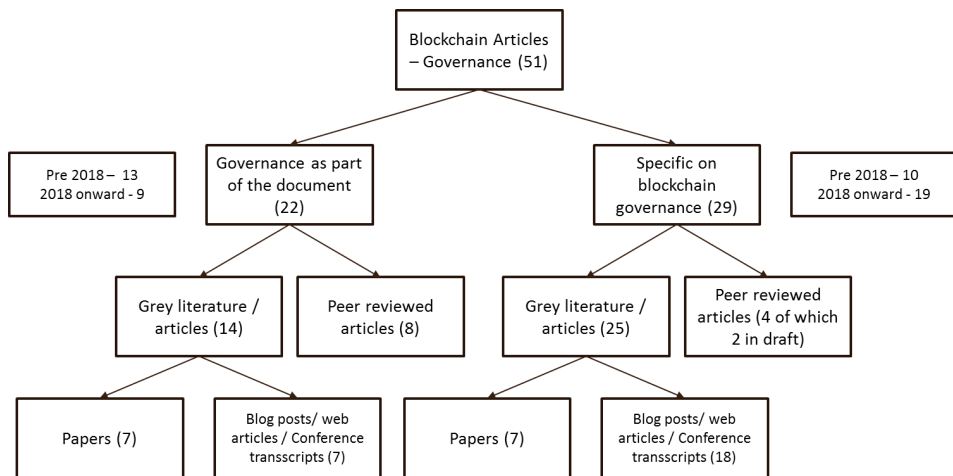 Blockchain Articles
– Governance (51)
Pre 2018 – 13
2018 onward - 9
Governance as part
of the document
(22)
Specific on
blockchain
governance (29)
Pre 2018 – 10
2018 onward - 19
Grey literature /
articles (14)
Peer reviewed
articles (8)
Grey literature /
articles (25)
Peer reviewed
articles (4 of which
2 in draft)
Papers (7)
Blog posts/ web
articles / Conference
transscripts (7)
Papers (7)
Blog posts/ web
articles / Conference
transscripts (18)